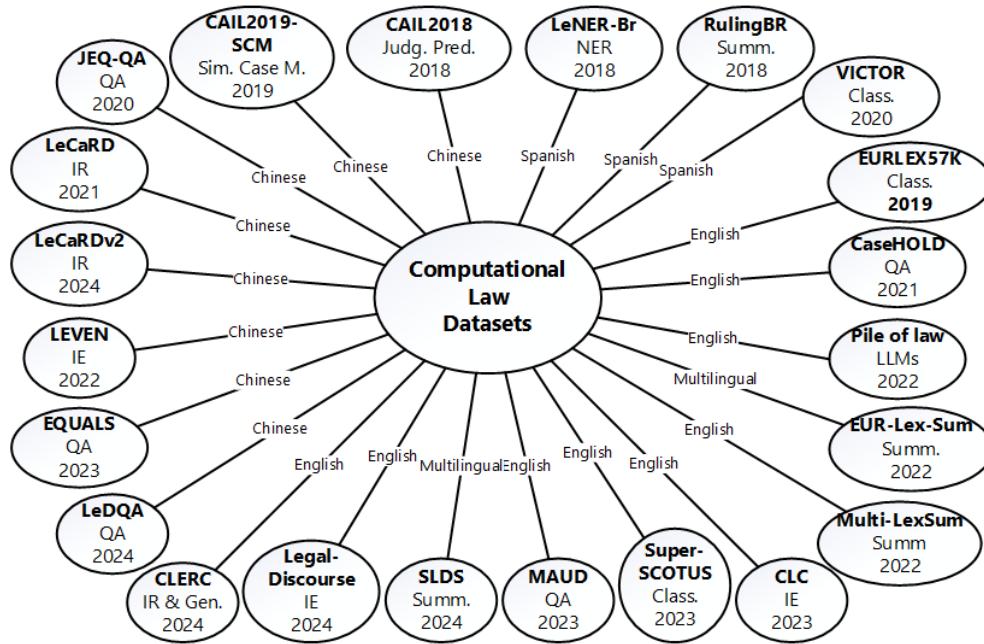 CAIL2019-
SCM
Sim. Case M.
2019
CAIL2018
Judg. Pred.
2018
LeNER-Br
NER
2018
RulingBR
Summ.
2018
VICTOR
Class.
2020
EURLEX57K
Class.
2019
CaseHOLD
QA
2021
Pile of law
LLMs
2022
EUR-Lex-Sum
Summ.
2022
Multi-LexSum
Summ
2022
CLC
IE
2023
Super-
SCOTUS
Class.
2023
MAUD
QA
2023
SLDS
Summ.
2024
Legal-
Discourse
IE
2024
CLERC
IR & Gen.
2024
LeDQA
QA
2024
EQUALS
QA
2023
LEVEN
IE
2022
LeCaRDv2
IR
2024
LeCaRD
IR
2021
JEQ-QA
QA
2020
Chinese
Chinese
Spanish
Spanish
Spanish
English
English
English
Multilingual
English
English
English
English
Multilingual
English
English
Chinese
Chinese
Chinese
Chinese
Chinese
Chinese
Computational
Law
Datasets